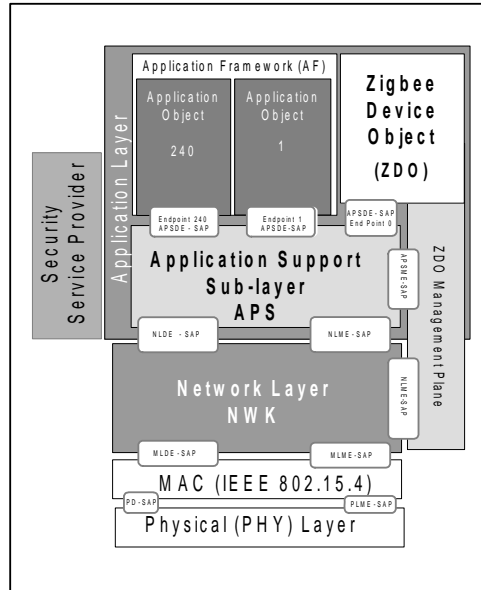 Application Framework (AF)
Application
Object
240
Application
Object
1
Zigbee
Device
Object
(ZDO)
Application Layer
Security
Service Provider
Endpoint 240
APSDE - SAP
Endpoint 1
APSDE-SAP
APSDE-SAP
End Point 0
Application Support
Sub-layer
APS
APSME-SAP
ZDO Management Plane
NLDE - SAP
NLME-SAP
Network Layer
NWK
NLME-SAP
MLDE-SAP
MLME-SAP
MAC (IEEE 802.15.4)
PD-SAP
PLME-SAP
Physical (PHY) Layer